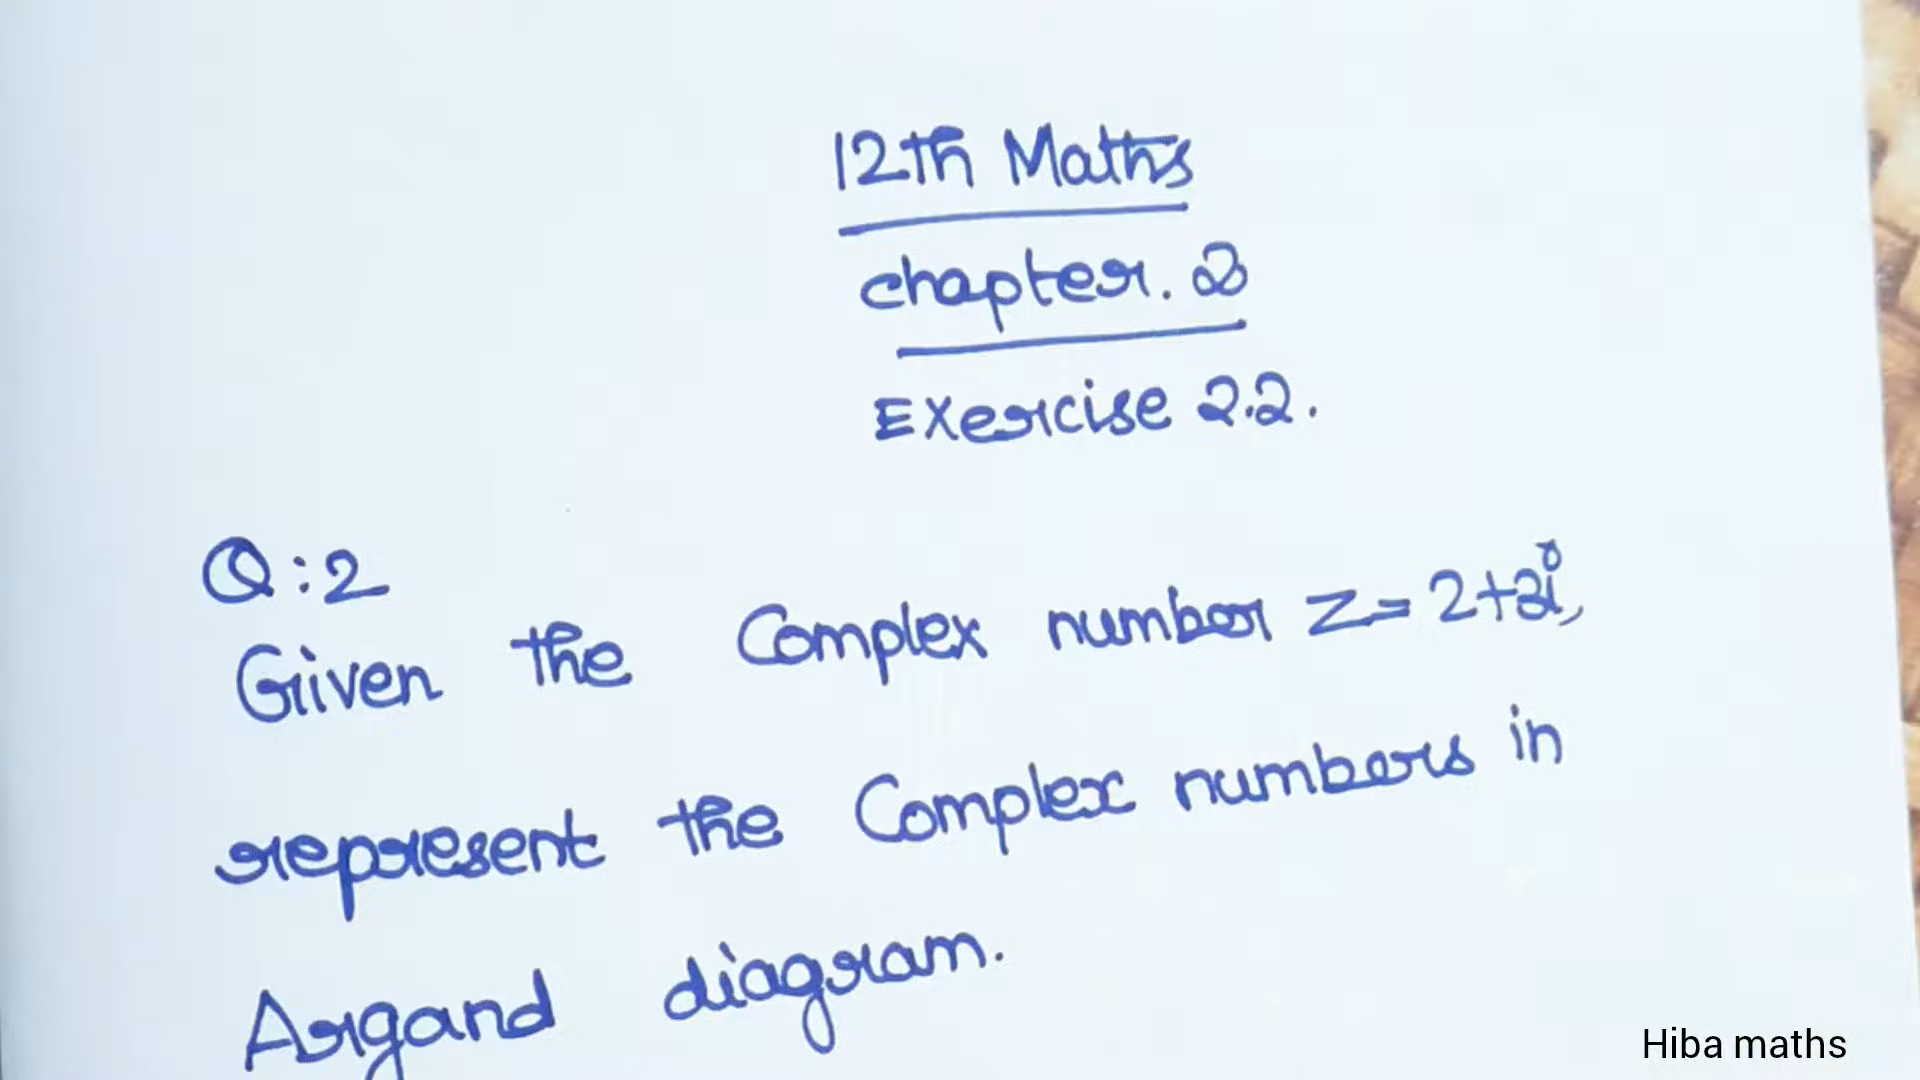 12th Maths
chapter. 2
Exercise 2.2.
Q:2
Given the Complex number z=2+3i,
represent the Complex numbers in
Argand diagram.
Hiba maths